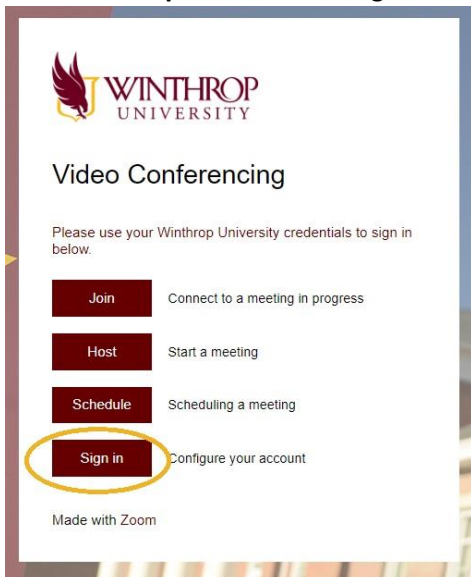 WINTHROP
UNIVERSITY
Video Conferencing
Please use your Winthrop University credentials to sign in
below.
Join Connect to a meeting in progress
Host Start a meeting
Schedule Scheduling a meeting
Sign in Configure your account
Made with Zoom